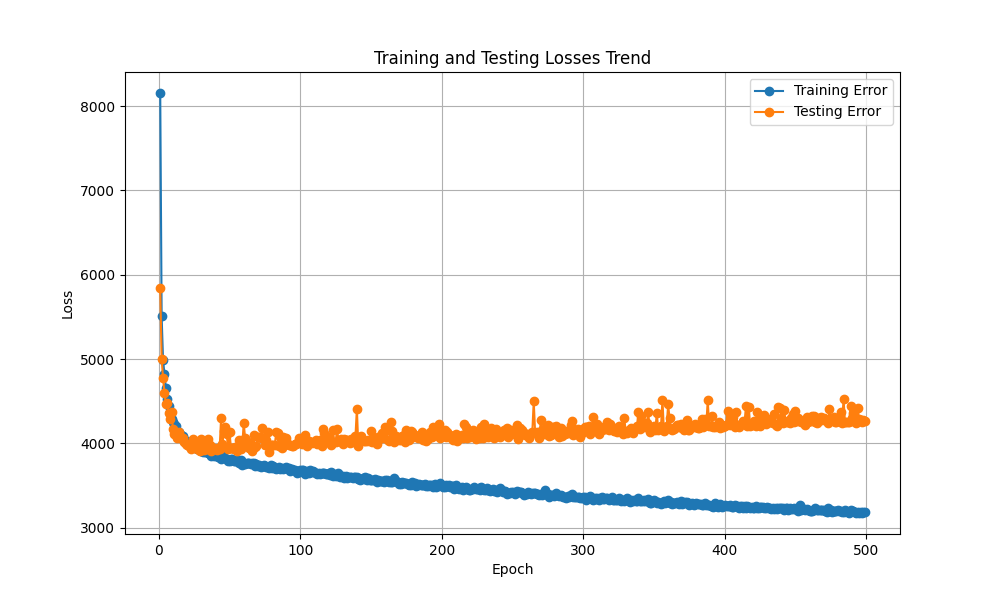 Training and Testing Losses Trend
Training Error
Testing Error
8000
7000
6000
5000
4000
3000
Loss
0 100 200 300 400 500
Epoch